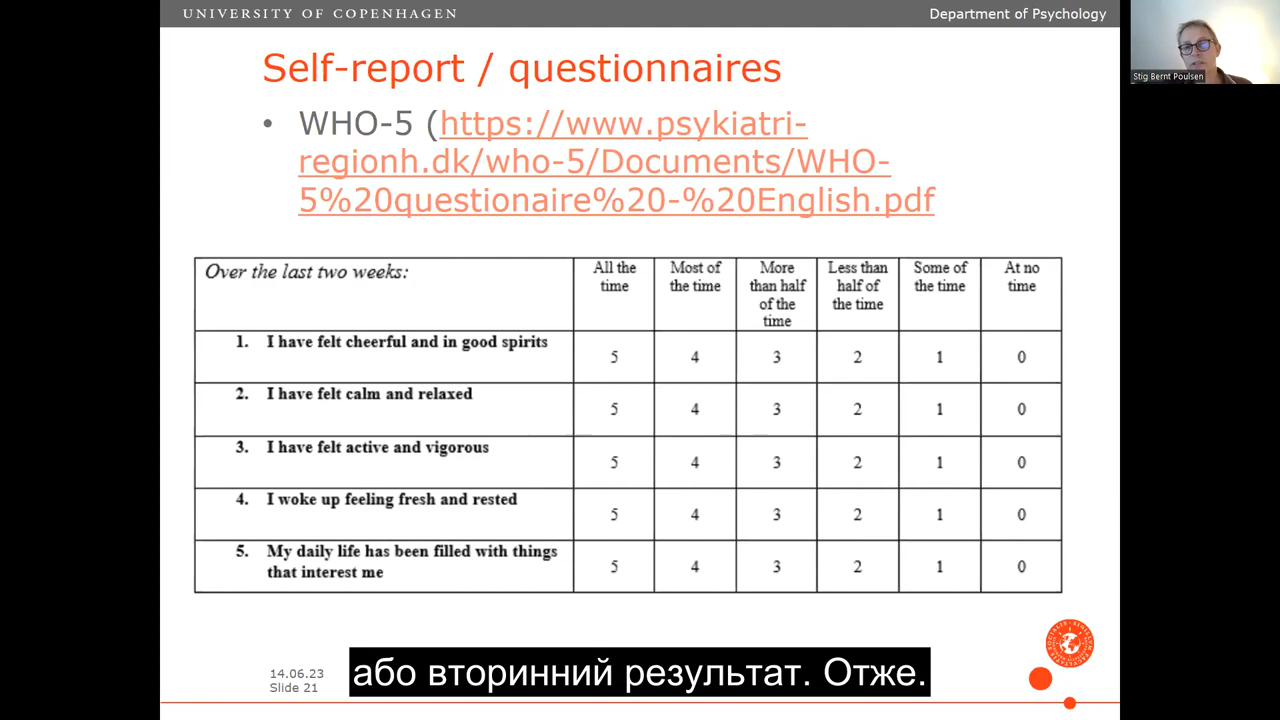 UNIVERSITY OF COPENHAGEN
Department of Psychology
Stig Bernt Poulsen
Self-report / questionnaires
• WHO-5 (https://www.psykiatri-
regionh.dk/who-5/Documents/WHO-
5%20questionaire%20-%20English.pdf
Over the last two weeks:
All the
time
Most of
the time
More
than half
of the
time
Less than
half of
the time
Some of
the time
At no
time
1. I have felt cheerful and in good spirits
5 4 3 2 1 0
2. I have felt calm and relaxed
5 4 3 2 1 0
3. I have felt active and vigorous
5 4 3 2 1 0
4. I woke up feeling fresh and rested
5 4 3 2 1 0
5. My daily life has been filled with things
that interest me
5 4 3 2 1 0
14.06.23
Slide 21
або вторинний результат. Отже.